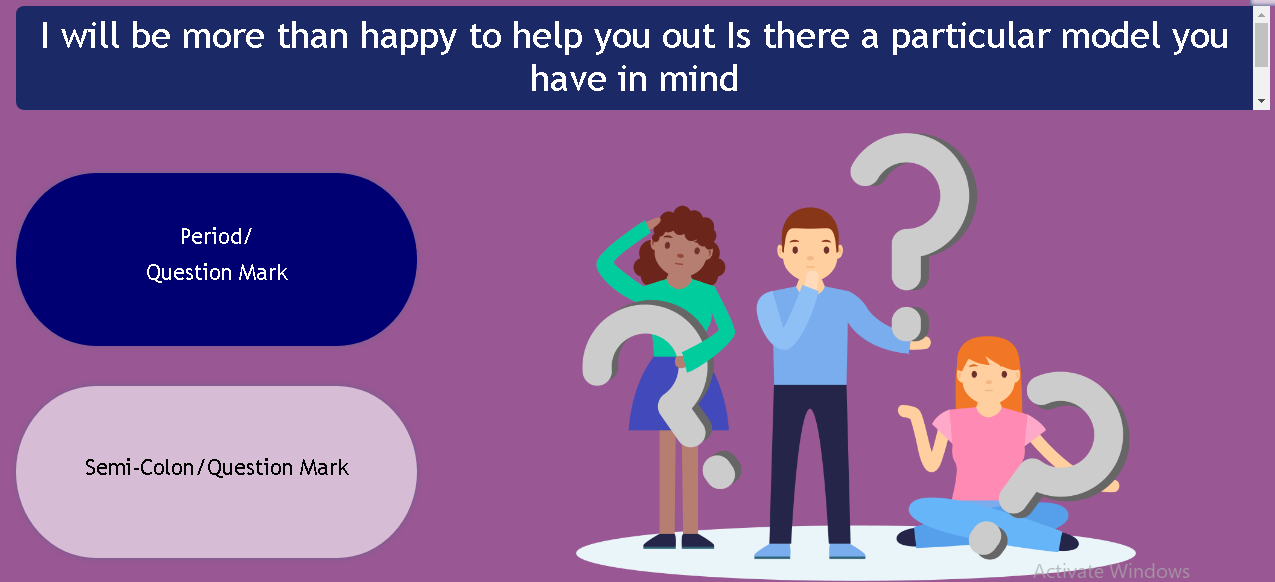 I will be more than happy to help you out Is there a particular model you
have in mind
Period/
Question Mark
Semi-Colon/Question Mark
Activate Windows